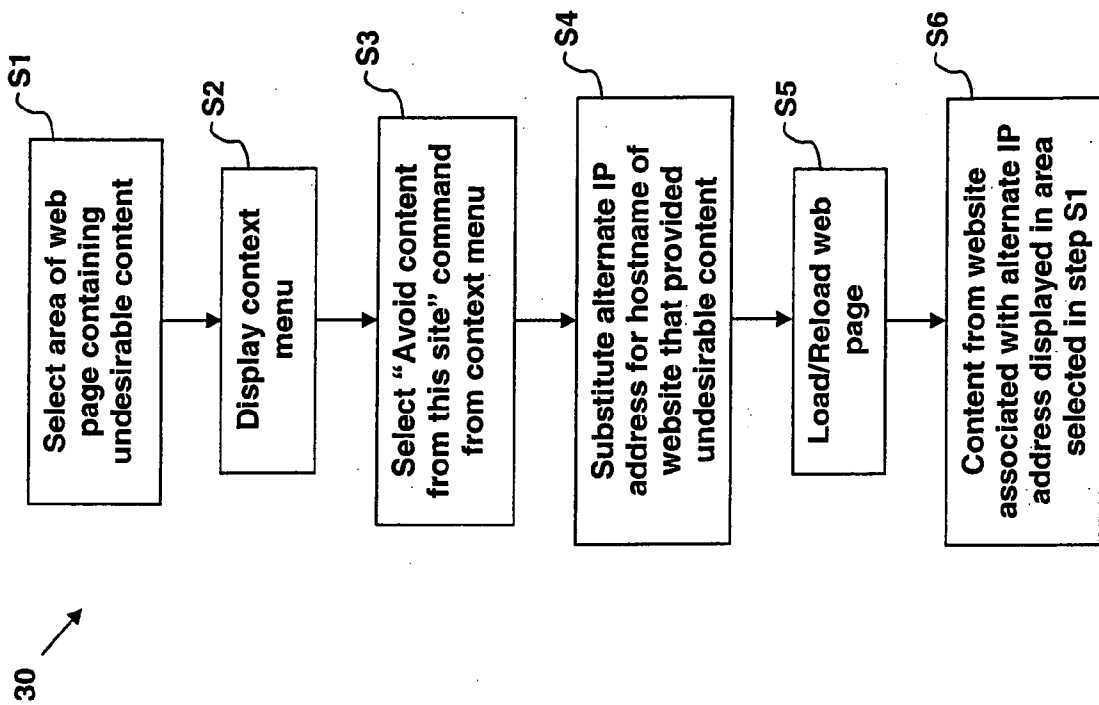 30
S1
Select area of web
page containing
undesirable content
S2
Display context
menu
S3
Select “Avoid content
from this site” command
from context menu
S4
Substitute alternate IP
address for hostname of
website that provided
undesirable content
S5
Load/Reload web
page
S6
Content from website
associated with alternate IP
address displayed in area
selected in step S1